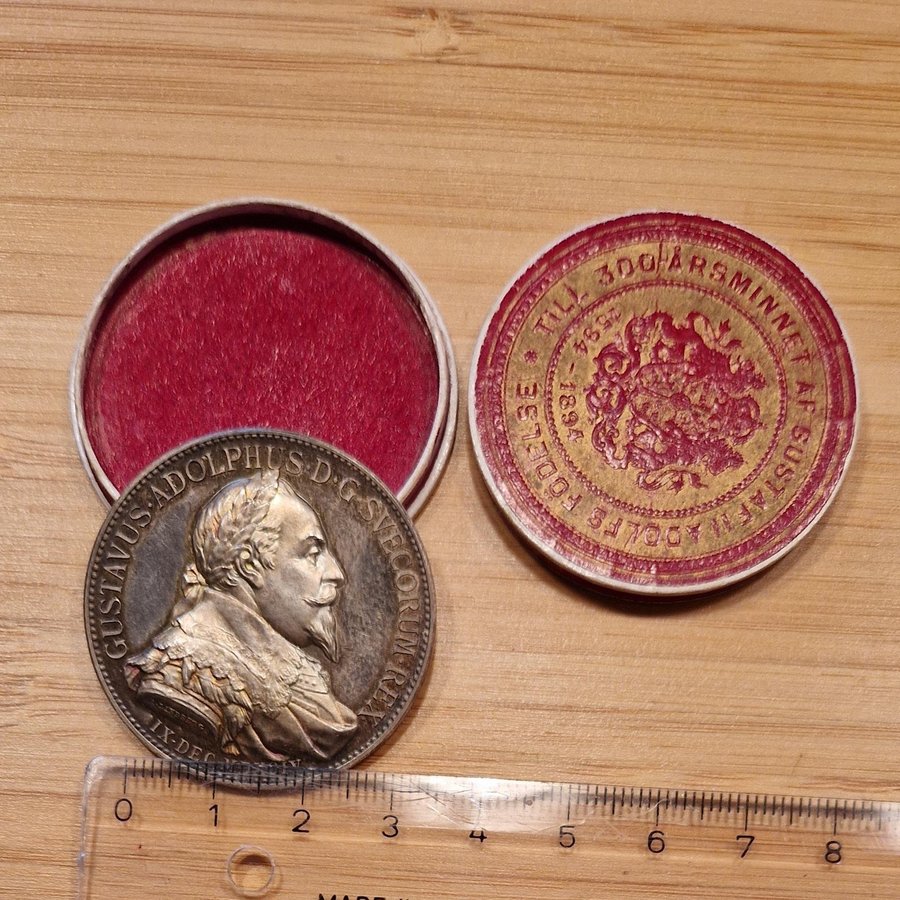 TILL 300 ÅRSMINNET AF GUSTAF II ADOLFS FÖDELSE *
1594 - 1894
GUSTAVUS·ADOLPHUS·D·G·SVECORUM·REX·
IX·DEC
0 1 2 3 4 5 6 7 8
MADE